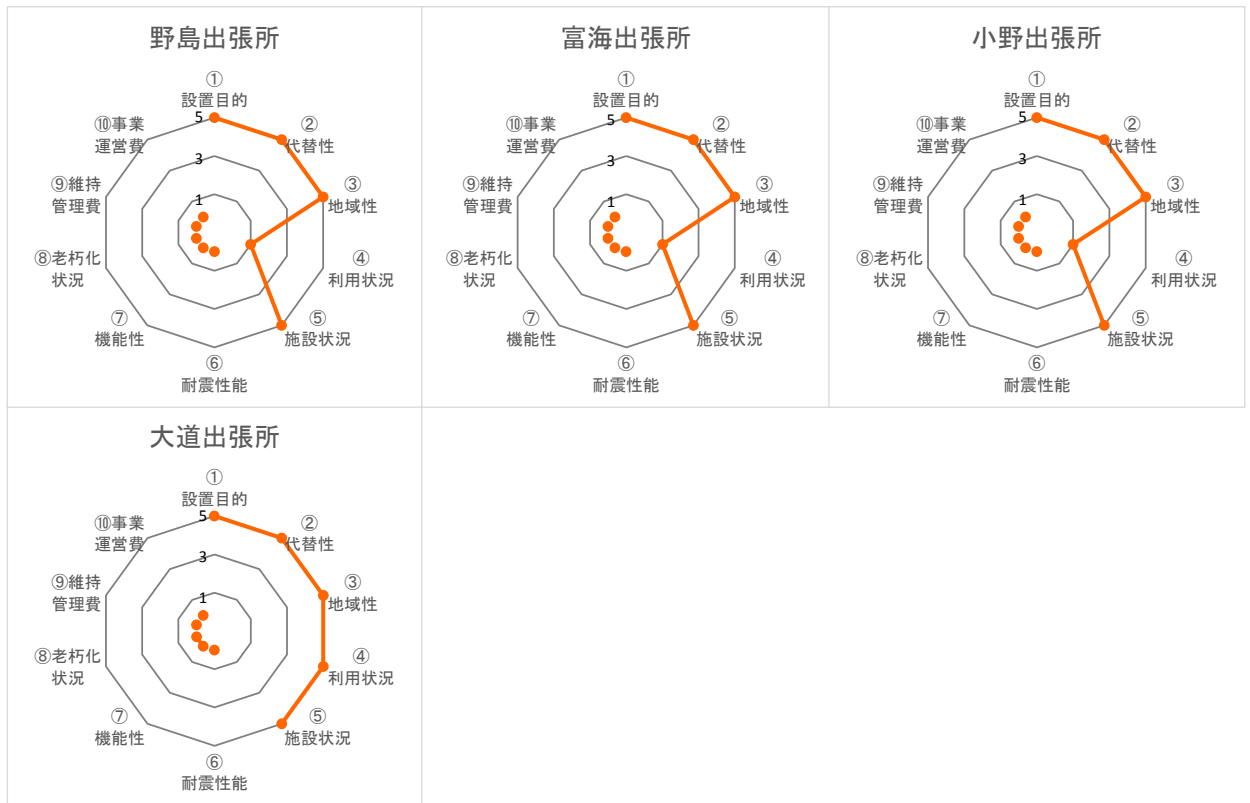 野島出張所
①
設置目的
②
代替性
③
地域性
④
利用状況
⑤
施設状況
⑥
耐震性能
⑦
機能性
⑧老朽化
状況
⑨維持
管理費
⑩事業
運営費
5
3
1
富海出張所
①
設置目的
②
代替性
③
地域性
④
利用状況
⑤
施設状況
⑥
耐震性能
⑦
機能性
⑧老朽化
状況
⑨維持
管理費
⑩事業
運営費
5
3
1
小野出張所
①
設置目的
②
代替性
③
地域性
④
利用状況
⑤
施設状況
⑥
耐震性能
⑦
機能性
⑧老朽化
状況
⑨維持
管理費
⑩事業
運営費
5
3
1
大道出張所
①
設置目的
②
代替性
③
地域性
④
利用状況
⑤
施設状況
⑥
耐震性能
⑦
機能性
⑧老朽化
状況
⑨維持
管理費
⑩事業
運営費
5
3
1